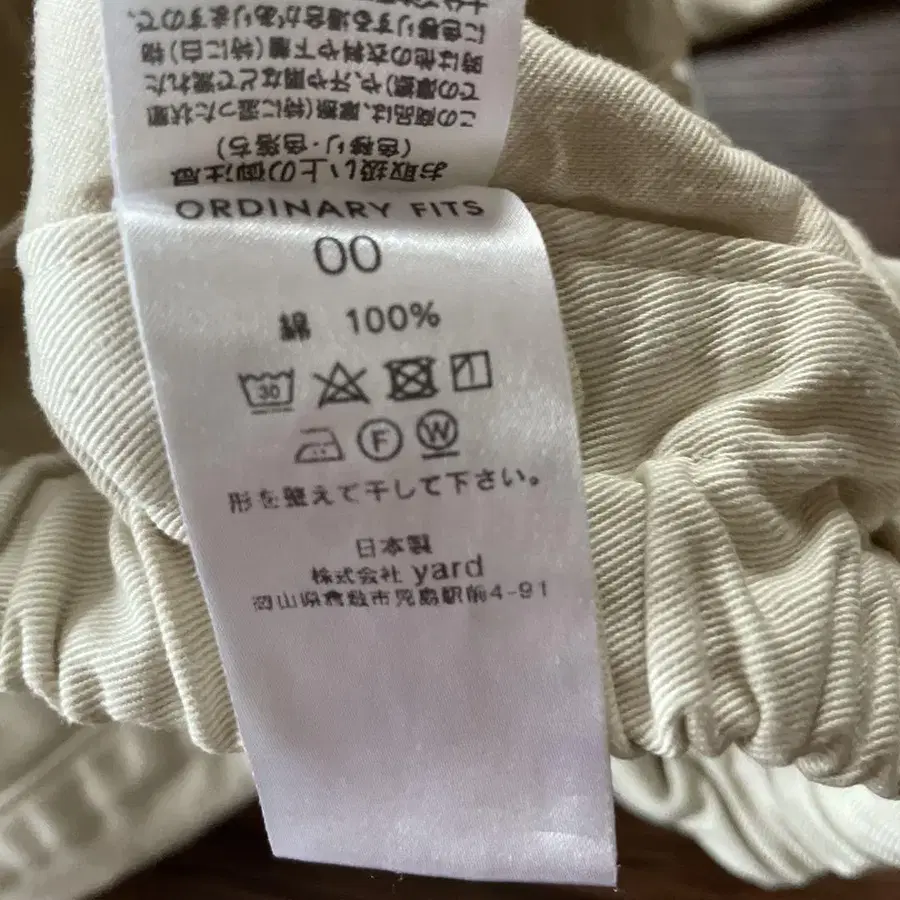 お取扱い上の御注意
(色移り・色落ち)
この商品は、摩擦(特に湿った状態
での摩擦)や、汗や雨などで濡れた
時は他の衣料や下着(特に白い物
に色移りする場合がありますので、
ORDINARY FITS
00
綿 100%
30
F W
形を整えて干して下さい。
日本製
株式会社 yard
岡山県倉敷市児島駅前4-91